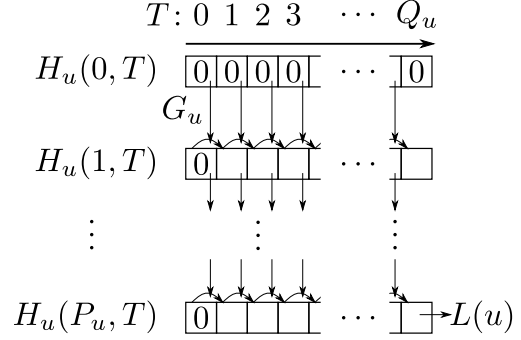 T: 0 1 2 3 ⋯ Q_u
H_u(0, T) 0 0 0 0 ⋯ 0
G_u
H_u(1, T) 0 ⋯
⋮ ⋮ ⋮
H_u(P_u, T) 0 ⋯ L(u)